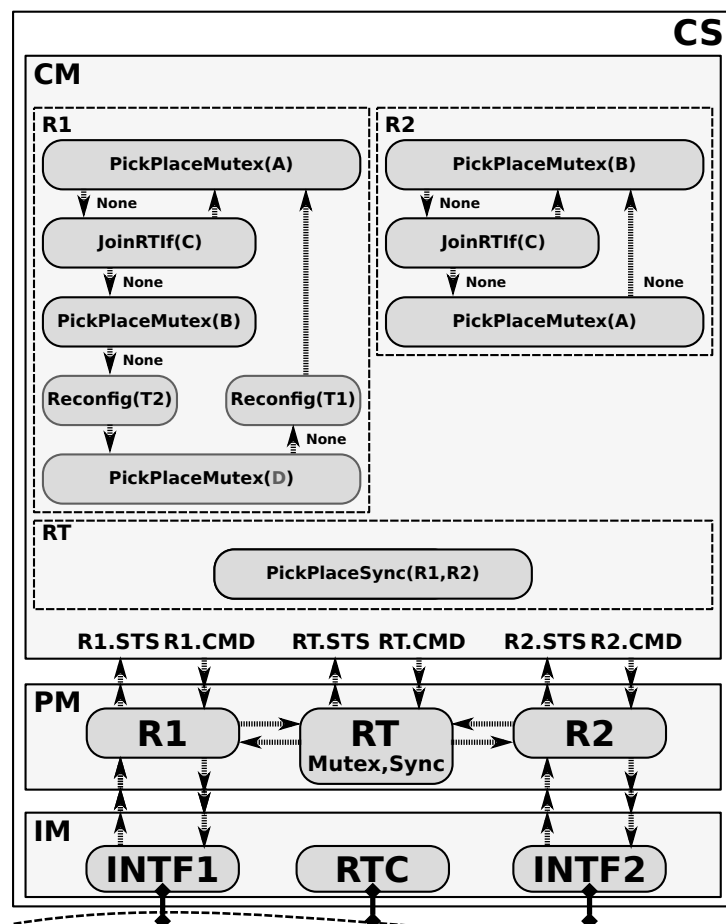 CS
CM
R1
PickPlaceMutex(A)
None
JoinRTIf(C)
None
PickPlaceMutex(B)
None
Reconfig(T2)
Reconfig(T1)
None
PickPlaceMutex(D)
R2
PickPlaceMutex(B)
None
JoinRTIf(C)
None
None
PickPlaceMutex(A)
RT
PickPlaceSync(R1,R2)
R1.STS R1.CMD RT.STS RT.CMD R2.STS R2.CMD
PM
R1
RT
Mutex,Sync
R2
IM
INTF1
RTC
INTF2